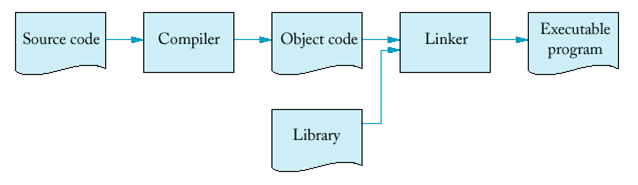 Source code
Compiler
Object code
Linker
Executable
program
Library